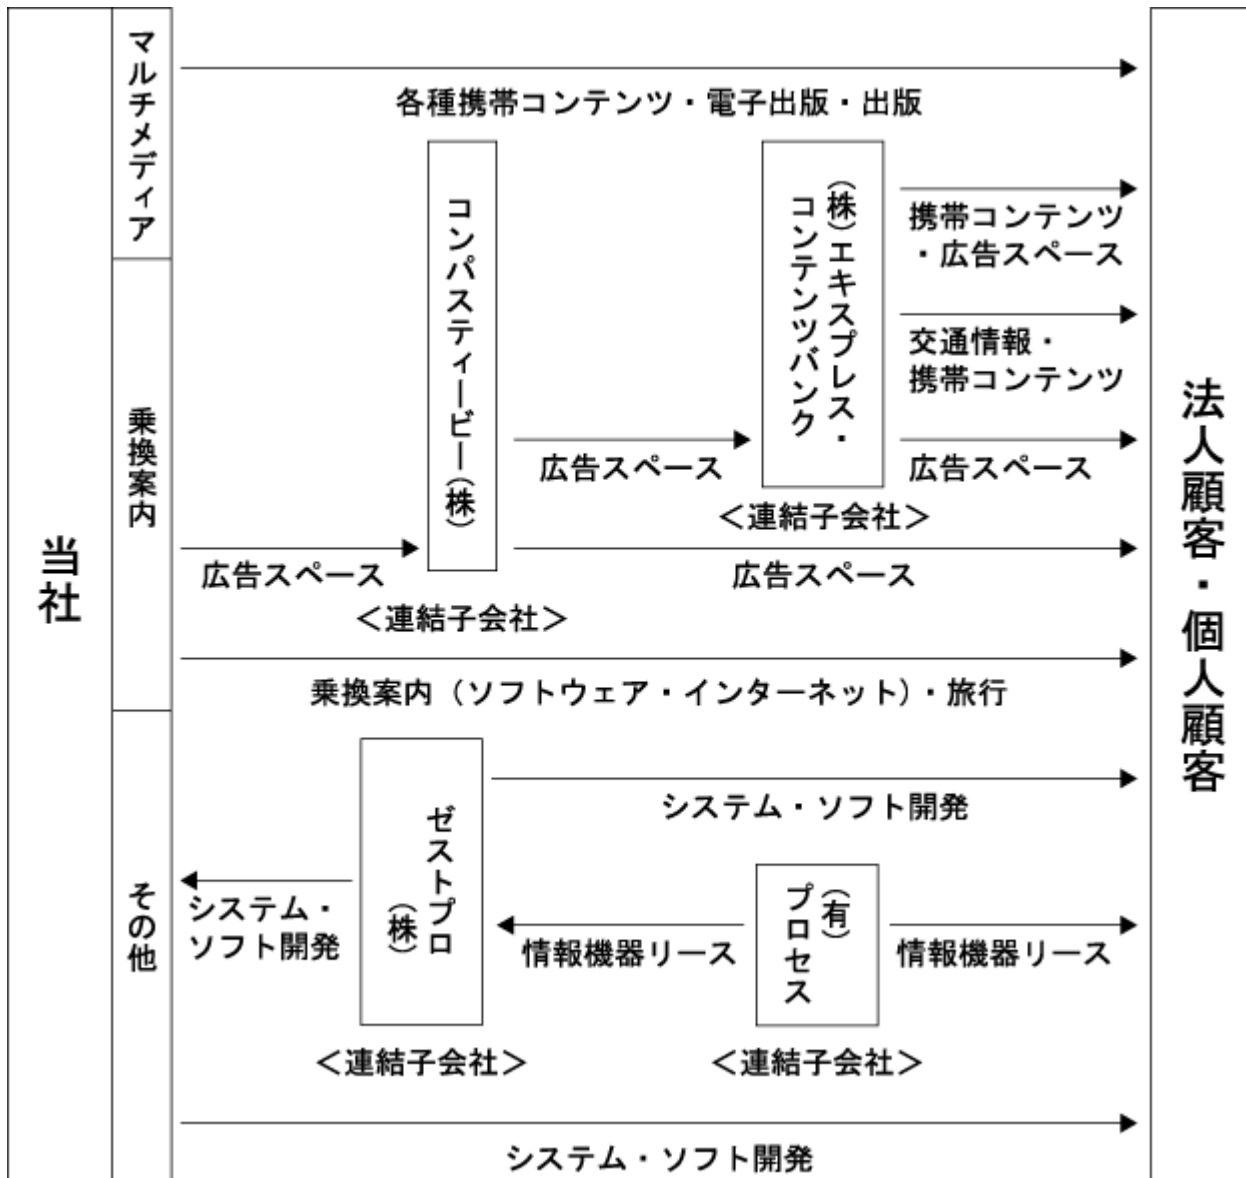 当社
マルチメディア
乗換案内
その他
各種携帯コンテンツ・電子出版・出版
コンパスティービー(株)
<連結子会社>
(株)エキスプレス・
コンテンツバンク
<連結子会社>
携帯コンテンツ
・広告スペース
交通情報・
携帯コンテンツ
広告スペース
広告スペース
広告スペース
広告スペース
乗換案内(ソフトウェア・インターネット)・旅行
ゼストプロ
(株)
<連結子会社>
システム・ソフト開発
システム・
ソフト開発
情報機器リース
(有)
プロセス
<連結子会社>
情報機器リース
システム・ソフト開発
法人顧客・個人顧客